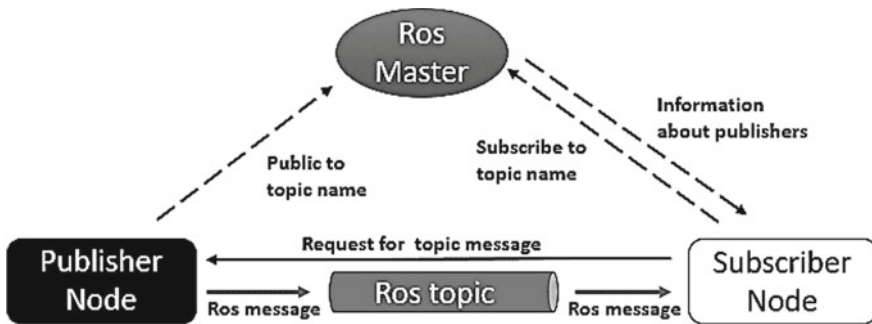 Ros
Master
Information
about publishers
Public to
topic name
Subscribe to
topic name
Request for topic message
Publisher
Node
Ros message
Ros topic
Ros message
Subscriber
Node